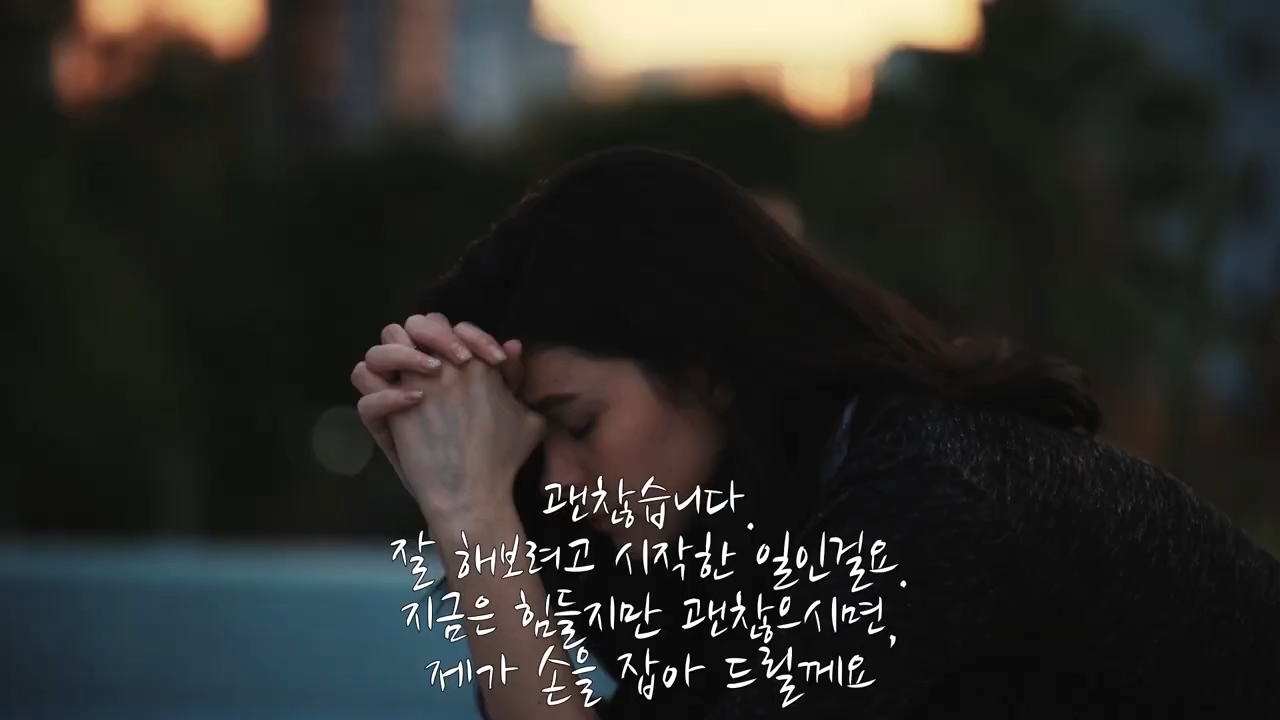 괜찮습니다.
잘 해보려고 시작한 일인걸요.
지금은 힘들지만 괜찮으시면,
제가 손을 잡아 드릴께요